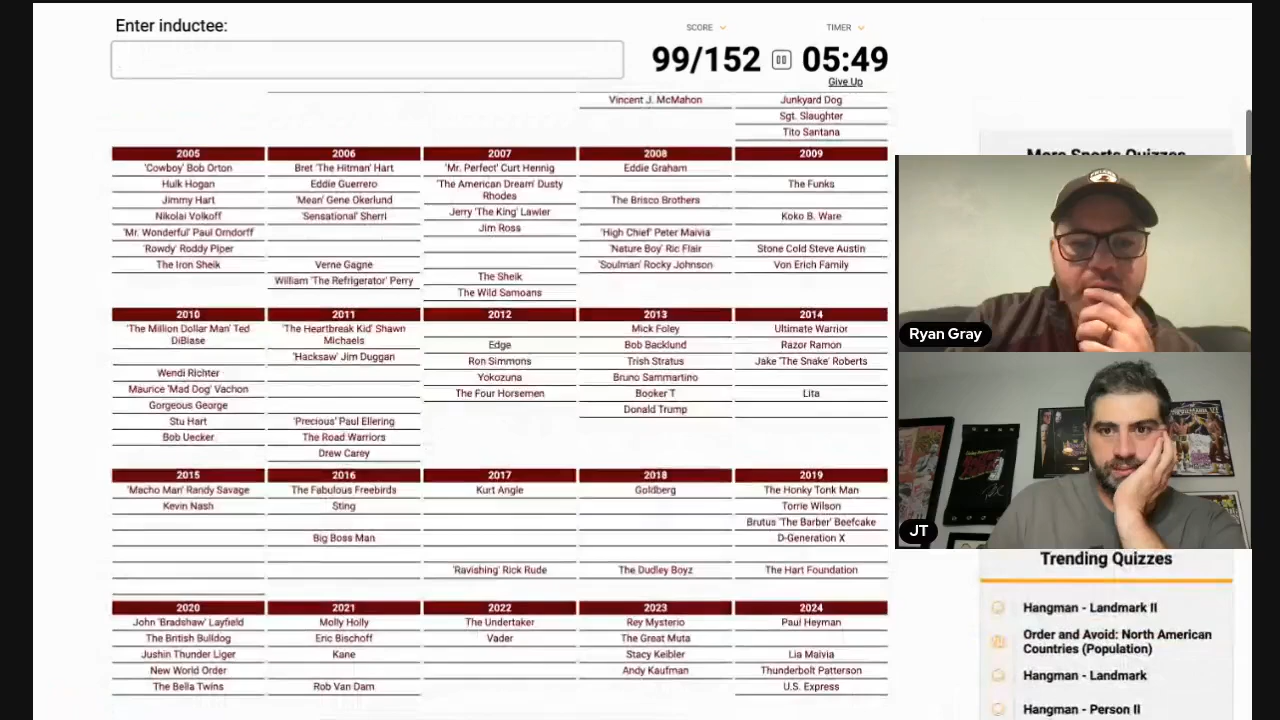 Enter inductee:
SCORE
TIMER
99/152
05:49
Give Up
Vincent J. McMahon
Junkyard Dog
Sgt. Slaughter
Tito Santana
2005
2006
2007
2008
2009
'Cowboy' Bob Orton
Bret 'The Hitman' Hart
'Mr. Perfect' Curt Hennig
Eddie Graham
Hulk Hogan
Eddie Guerrero
'The American Dream' Dusty
Rhodes
The Funks
Jimmy Hart
'Mean' Gene Okerlund
The Brisco Brothers
Nikolai Volkoff
'Sensational' Sherri
Jerry 'The King' Lawler
Koko B. Ware
'Mr. Wonderful' Paul Orndorff
Jim Ross
'High Chief' Peter Maivia
'Rowdy' Roddy Piper
'Nature Boy' Ric Flair
Stone Cold Steve Austin
The Iron Sheik
Verne Gagne
'Soulman' Rocky Johnson
Von Erich Family
William 'The Refrigerator' Perry
The Sheik
The Wild Samoans
2010
2011
2012
2013
2014
'The Million Dollar Man' Ted
DiBiase
'The Heartbreak Kid' Shawn
Michaels
Mick Foley
Ultimate Warrior
Edge
Bob Backlund
Razor Ramon
'Hacksaw' Jim Duggan
Ron Simmons
Trish Stratus
Jake 'The Snake' Roberts
Wendi Richter
Yokozuna
Bruno Sammartino
Maurice 'Mad Dog' Vachon
The Four Horsemen
Booker T
Lita
Gorgeous George
Donald Trump
Stu Hart
'Precious' Paul Ellering
Bob Uecker
The Road Warriors
Drew Carey
2015
2016
2017
2018
2019
'Macho Man' Randy Savage
The Fabulous Freebirds
Kurt Angle
Goldberg
The Honky Tonk Man
Kevin Nash
Sting
Torrie Wilson
Brutus 'The Barber' Beefcake
Big Boss Man
D-Generation X
'Ravishing' Rick Rude
The Dudley Boyz
The Hart Foundation
2020
2021
2022
2023
2024
John 'Bradshaw' Layfield
Molly Holly
The Undertaker
Rey Mysterio
Paul Heyman
The British Bulldog
Eric Bischoff
Vader
The Great Muta
Jushin Thunder Liger
Kane
Stacy Keibler
Lia Maivia
New World Order
Andy Kaufman
Thunderbolt Patterson
The Bella Twins
Rob Van Dam
U.S. Express
More Sports Quizzes
Ryan Gray
JT
Trending Quizzes
Hangman - Landmark II
Order and Avoid: North American
Countries (Population)
Hangman - Landmark
Hangman - Person II